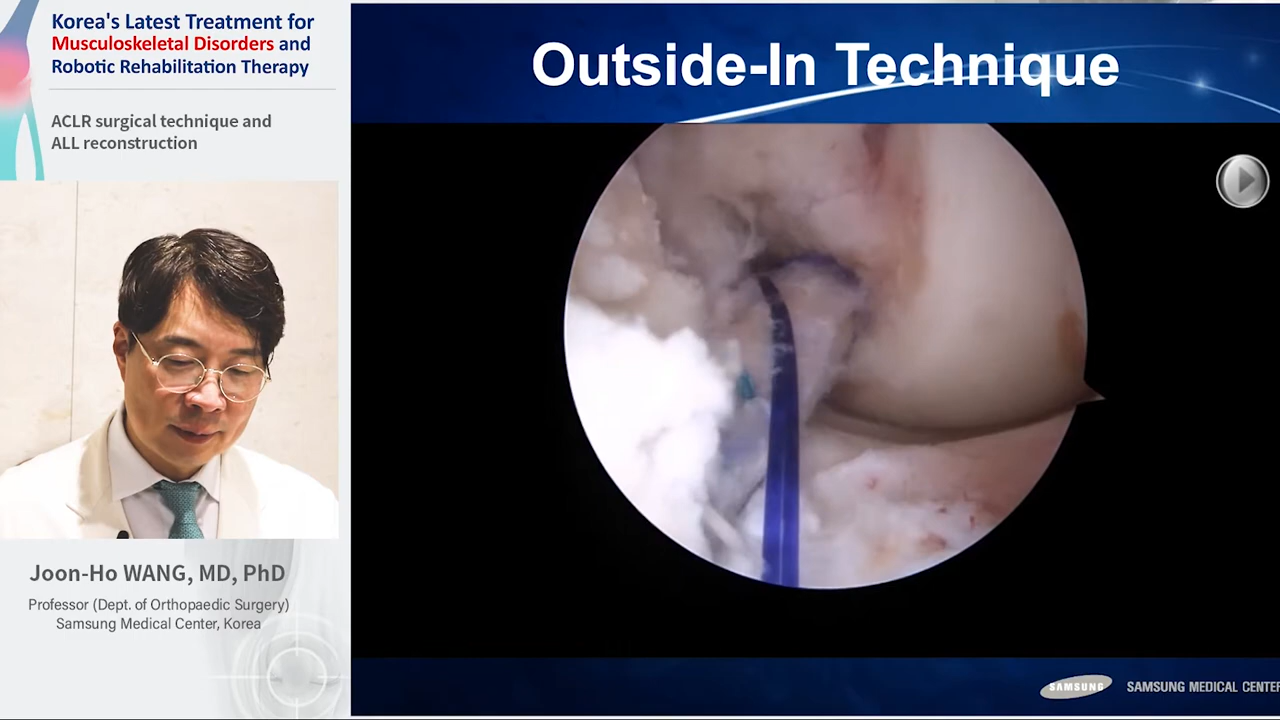 Korea's Latest Treatment for
Musculoskeletal Disorders and
Robotic Rehabilitation Therapy
ACLR surgical technique and
ALL reconstruction
Joon-Ho WANG, MD, PhD
Professor (Dept. of Orthopaedic Surgery)
Samsung Medical Center, Korea
Outside-In Technique
SAMSUNG SAMSUNG MEDICAL CENTER